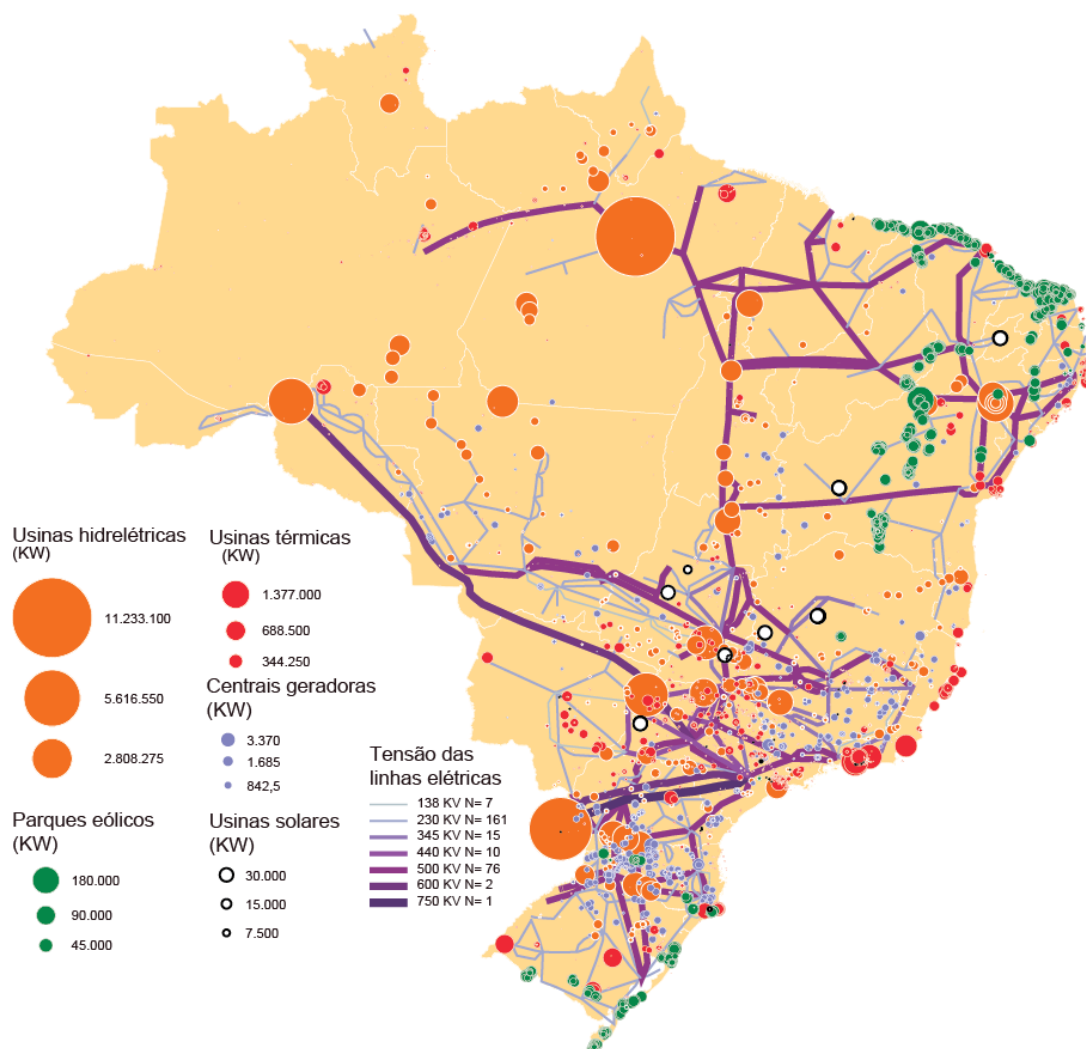 Usinas hidrelétricas
(KW)
11.233.100
5.616.550
2.808.275
Parques eólicos
(KW)
180.000
90.000
45.000
Usinas térmicas
(KW)
1.377.000
688.500
344.250
Centrais geradoras
(KW)
3.370
1.685
842,5
Usinas solares
(KW)
30.000
15.000
7.500
Tensão das
linhas elétricas
138 KV N= 7
230 KV N= 161
345 KV N= 15
440 KV N= 10
500 KV N= 76
600 KV N= 2
750 KV N= 1